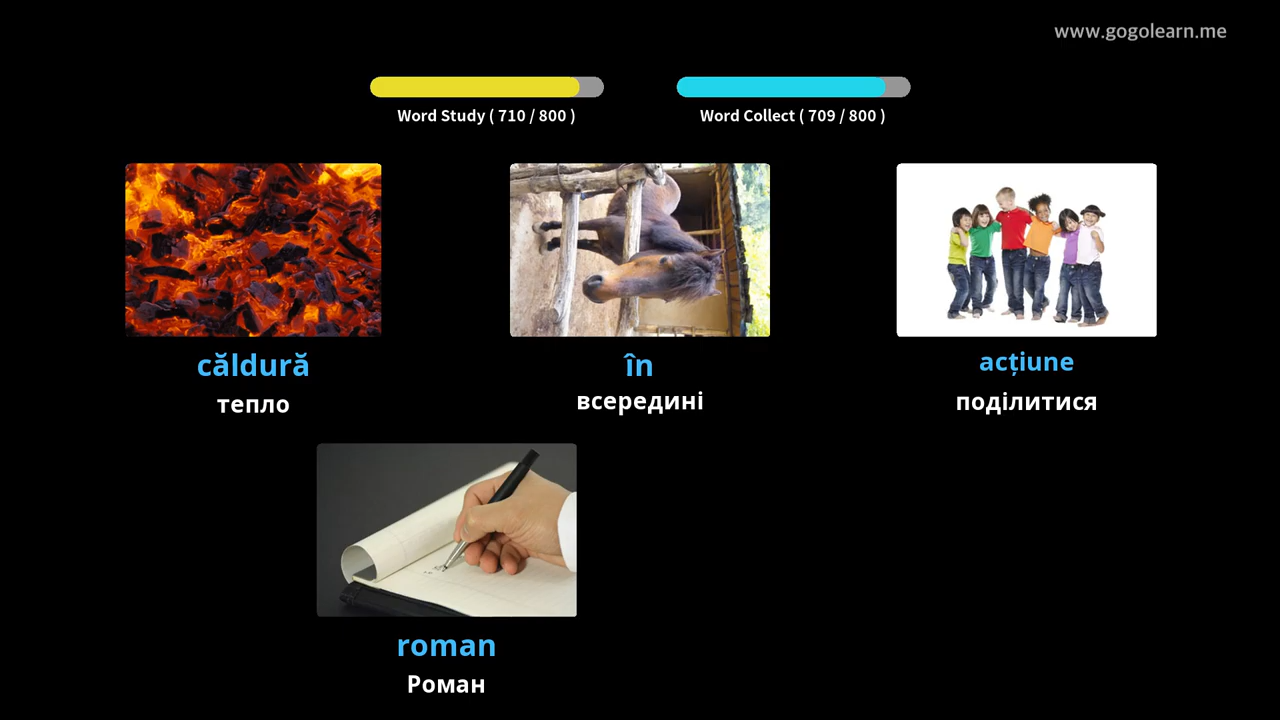 www.gogolearn.me
Word Study ( 710 / 800 )
Word Collect ( 709 / 800 )
căldură
тепло
în
всередині
acțiune
поділитися
roman
Роман